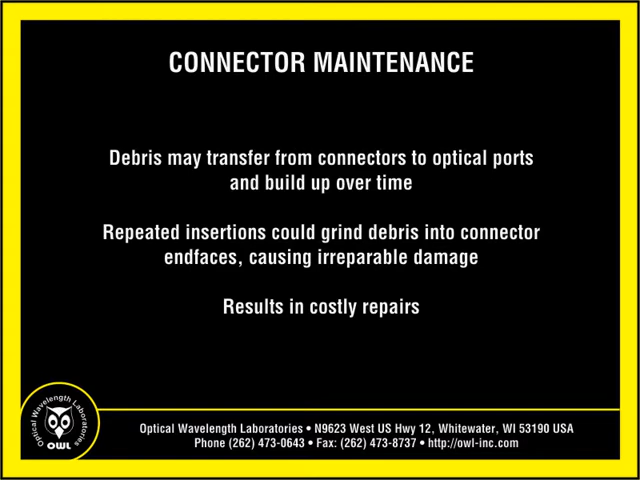 CONNECTOR MAINTENANCE
Debris may transfer from connectors to optical ports
and build up over time
Repeated insertions could grind debris into connector
endfaces, causing irreparable damage
Results in costly repairs
Optical Wavelength Laboratories
OWL
Optical Wavelength Laboratories • N9623 West US Hwy 12, Whitewater, WI 53190 USA
Phone (262) 473-0643 • Fax: (262) 473-8737 • http://owl-inc.com